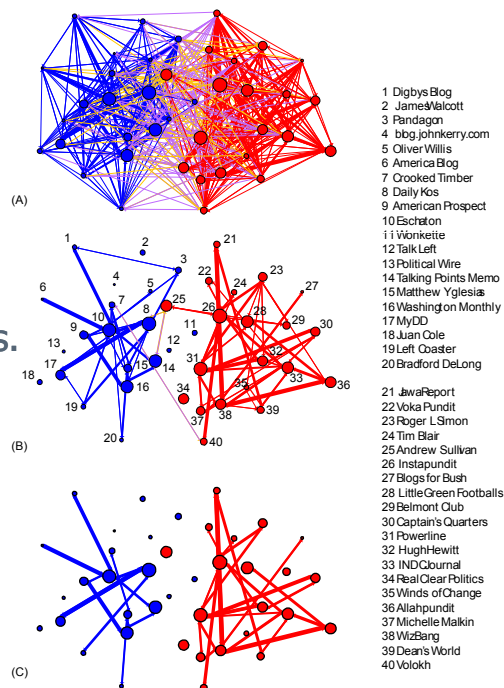 (A)
1 Digbys Blog
2 James Walcott
3 Pandagon
4 bbg.johnkerry.com
5 Oliver Willis
6 America Blog
7 Crooked Timber
8 Daily Kos
9 American Prospect
10 Eschaton
11 Wonkette
12 Talk Left
13 Political Wire
14 Talking Points Memo
15 Matthew Yglesias
16 Washington Monthly
17 MyDD
18 Juan Cole
19 Left Coaster
20 Bradford DeLong
21 JawaReport
22 Voka Pundit
23 Roger L Simon
24 Tim Blair
25 Andrew Sullivan
26 Instapundit
27 Blogs for Bush
28 Little Green Footballs
29 Belmont Club
30 Captain's Quarters
31 Powerline
32 Hugh Hewitt
33 INDCJournal
34 Real Clear Politics
35 Winds of Change
36 Allahpundit
37 Michelle Malkin
38 WizBang
39 Dean's World
40 Volokh
s.
1
2
3
4
5
6
7
8
9
10
11
12
13
14
15
16
17
18
19
20
21
22
23
24
25
26
27
28
29
30
31
32
33
34
35
36
37
38
39
40
(B)
(C)